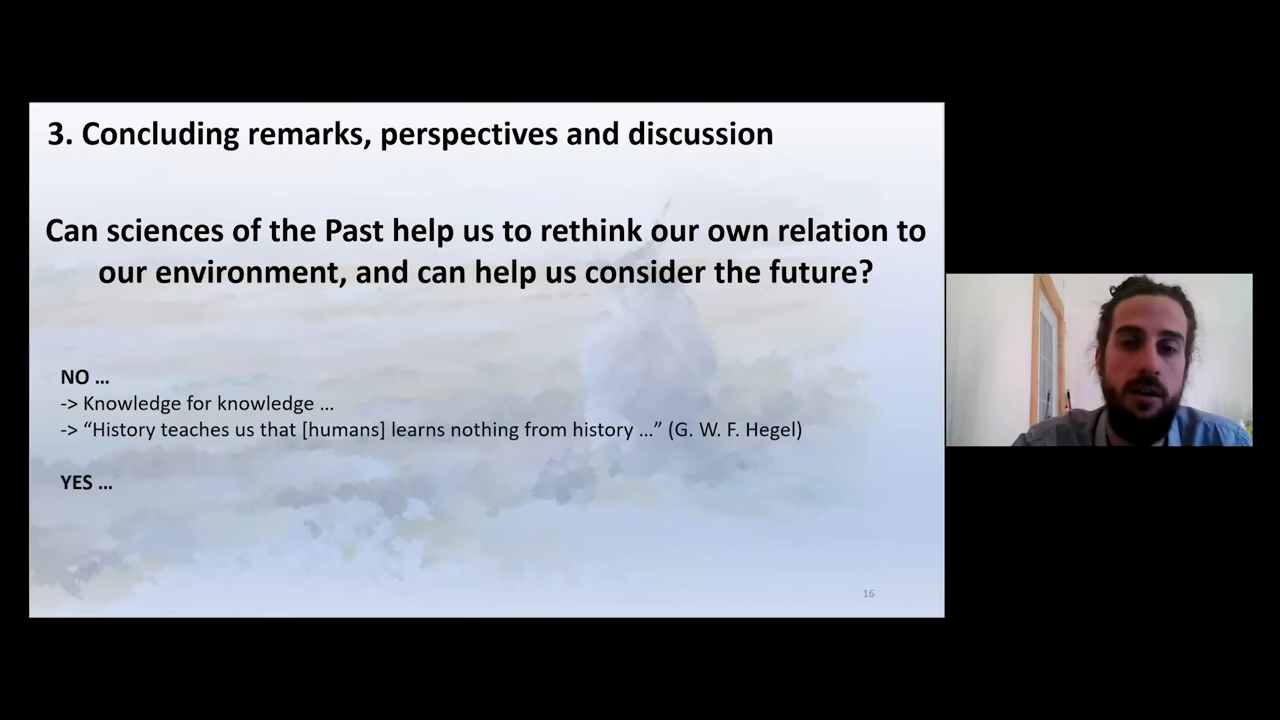 3. Concluding remarks, perspectives and discussion
Can sciences of the Past help us to rethink our own relation to
our environment, and can help us consider the future?
NO …
-> Knowledge for knowledge …
-> “History teaches us that [humans] learns nothing from history …” (G. W. F. Hegel)
YES …
16